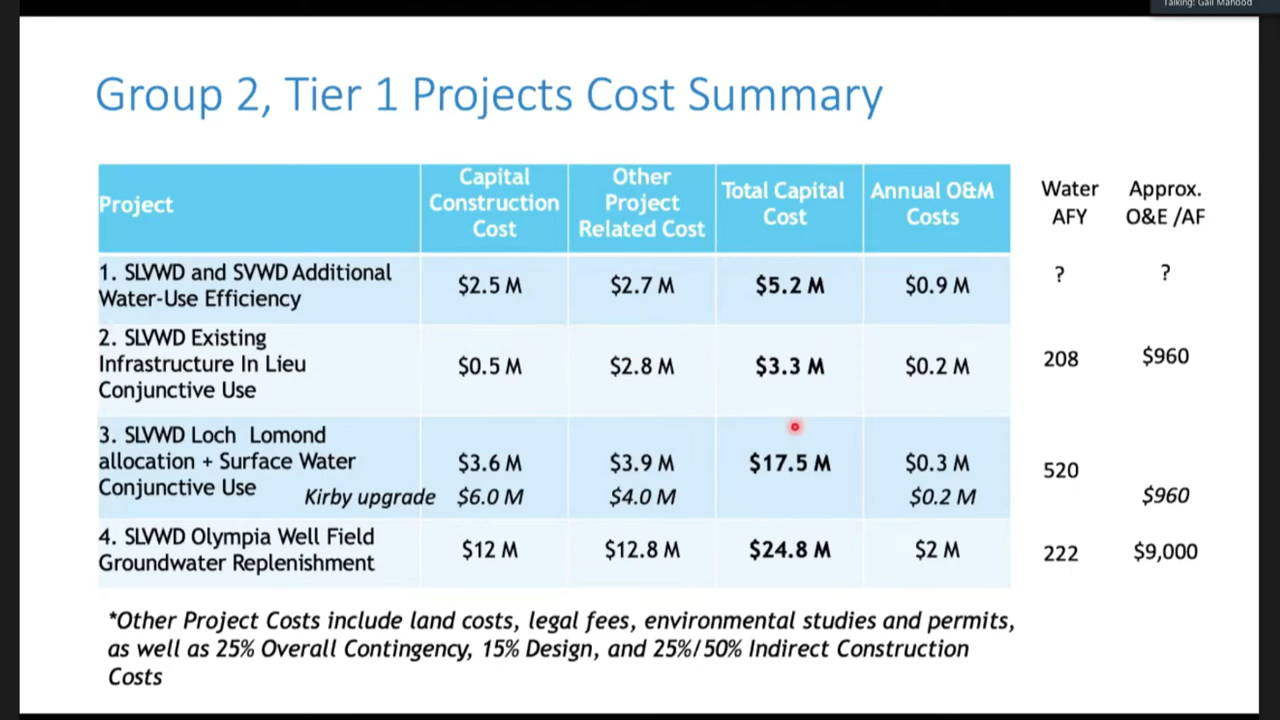 Talking: Gail Mahood
Group 2, Tier 1 Projects Cost Summary
Project
Capital
Construction
Cost
Other
Project
Related Cost
Total Capital
Cost
Annual O&M
Costs
Water
AFY
Approx.
O&E /AF
1. SLVWD and SVWD Additional
Water-Use Efficiency
$2.5 M
$2.7 M
$5.2 M
$0.9 M
?
?
2. SLVWD Existing
Infrastructure In Lieu
Conjunctive Use
$0.5 M
$2.8 M
$3.3 M
$0.2 M
208
$960
3. SLVWD Loch Lomond
allocation + Surface Water
Conjunctive Use
$3.6 M
$3.9 M
$17.5 M
$0.3 M
520
Kirby upgrade
$6.0 M
$4.0 M
$0.2 M
$960
4. SLVWD Olympia Well Field
Groundwater Replenishment
$12 M
$12.8 M
$24.8 M
$2 M
222
$9,000
*Other Project Costs include land costs, legal fees, environmental studies and permits,
as well as 25% Overall Contingency, 15% Design, and 25%/50% Indirect Construction
Costs